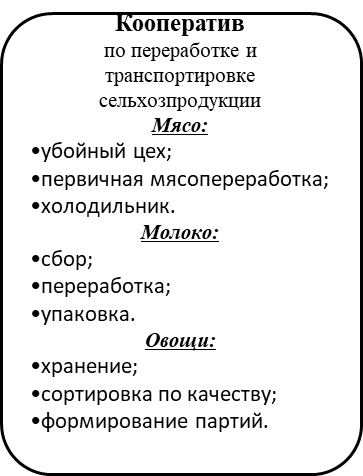 Кооператив
по переработке и
транспортировке
сельхозпродукции
Мясо:
•убойный цех;
•первичная мясопереработка;
•холодильник.
Молоко:
•сбор;
•переработка;
•упаковка.
Овощи:
•хранение;
•сортировка по качеству;
•формирование партий.